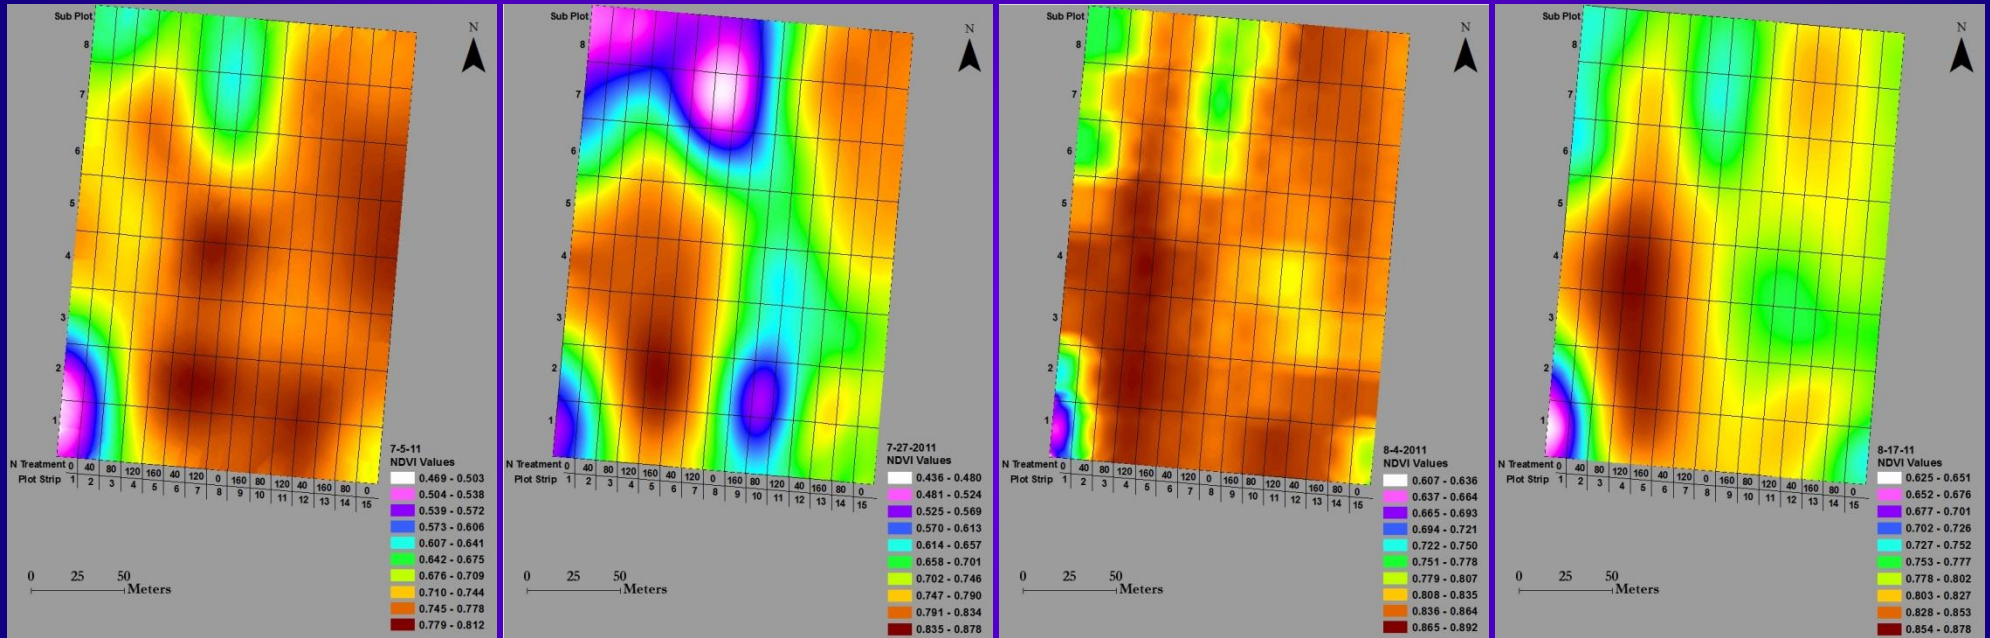 Sub Plot
8
7
6
5
4
3
2
1
N
7-5-11
NDVI Values
0.469 - 0.503
0.504 - 0.538
0.539 - 0.572
0.573 - 0.606
0.607 - 0.641
0.642 - 0.675
0.676 - 0.709
0.710 - 0.744
0.745 - 0.778
0.779 - 0.812
N Treatment 0 40 80 120 160 40 120 0 160 80 120 40 160 80 0
Plot Strip 1 2 3 4 5 6 7 8 9 10 11 12 13 14 15
0 25 50
Meters
Sub Plot
8
7
6
5
4
3
2
1
N
7-27-2011
NDVI Values
0.436 - 0.480
0.481 - 0.524
0.525 - 0.569
0.570 - 0.613
0.614 - 0.657
0.658 - 0.701
0.702 - 0.746
0.747 - 0.790
0.791 - 0.834
0.835 - 0.878
N Treatment 0 40 80 120 160 40 120 0 160 80 120 40 160 80 0
Plot Strip 1 2 3 4 5 6 7 8 9 10 11 12 13 14 15
0 25 50
Meters
Sub Plot
8
7
6
5
4
3
2
1
N
8-4-2011
NDVI Values
0.607 - 0.636
0.637 - 0.664
0.665 - 0.693
0.694 - 0.721
0.722 - 0.750
0.751 - 0.778
0.779 - 0.807
0.808 - 0.835
0.836 - 0.864
0.865 - 0.892
N Treatment 0 40 80 120 160 40 120 0 160 80 120 40 160 80 0
Plot Strip 1 2 3 4 5 6 7 8 9 10 11 12 13 14 15
0 25 50
Meters
Sub Plot
8
7
6
5
4
3
2
1
N
8-17-11
NDVI Values
0.625 - 0.651
0.652 - 0.676
0.677 - 0.701
0.702 - 0.726
0.727 - 0.752
0.753 - 0.777
0.778 - 0.802
0.803 - 0.827
0.828 - 0.853
0.854 - 0.878
N Treatment 0 40 80 120 160 40 120 0 160 80 120 40 160 80 0
Plot Strip 1 2 3 4 5 6 7 8 9 10 11 12 13 14 15
0 25 50
Meters